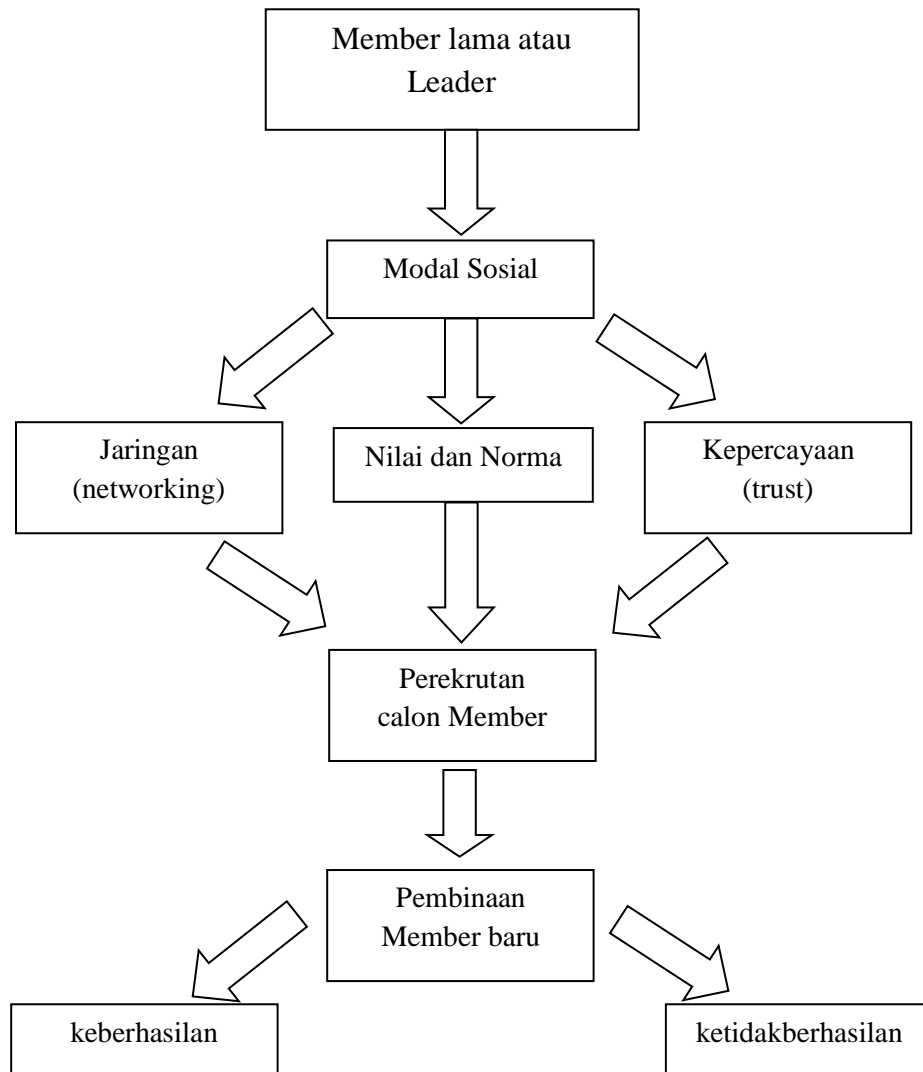 Member lama atau
Leader
Modal Sosial
Jaringan
(networking)
Nilai dan Norma
Kepercayaan
(trust)
Perekrutan
calon Member
Pembinaan
Member baru
keberhasilan
ketidakberhasilan